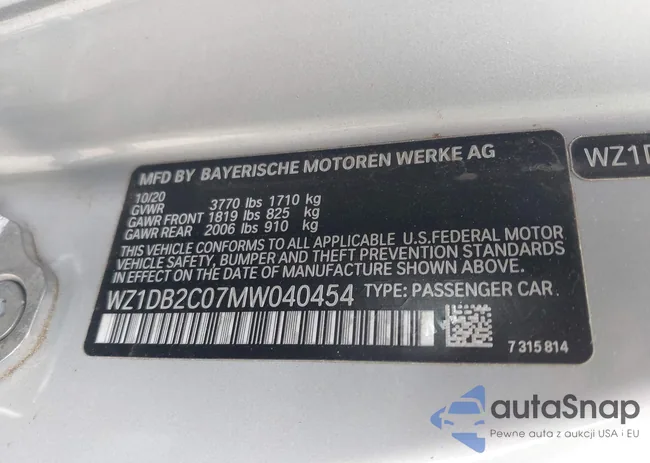 MFD BY BAYERISCHE MOTOREN WERKE AG
10/20
GVWR 3770 lbs 1710 kg
GAWR FRONT 1819 lbs 825 kg
GAWR REAR 2006 lbs 910 kg
THIS VEHICLE CONFORMS TO ALL APPLICABLE U.S.FEDERAL MOTOR
VEHICLE SAFETY, BUMPER AND THEFT PREVENTION STANDARDS
IN EFFECT ON THE DATE OF MANUFACTURE SHOWN ABOVE.
WZ1DB2C07MW040454 TYPE: PASSENGER CAR
7 315 814
WZ1D
autaSnap
Pewne auta z aukcji USA i EU